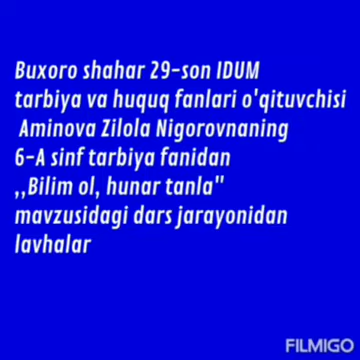 Buxoro shahar 29-son IDUM
tarbiya va huquq fanlari o'qituvchisi
Aminova Zilola Nigorovnaning
6-A sinf tarbiya fanidan
,,Bilim ol, hunar tanla"
mavzusidagi dars jarayonidan
lavhalar
FILMIGO